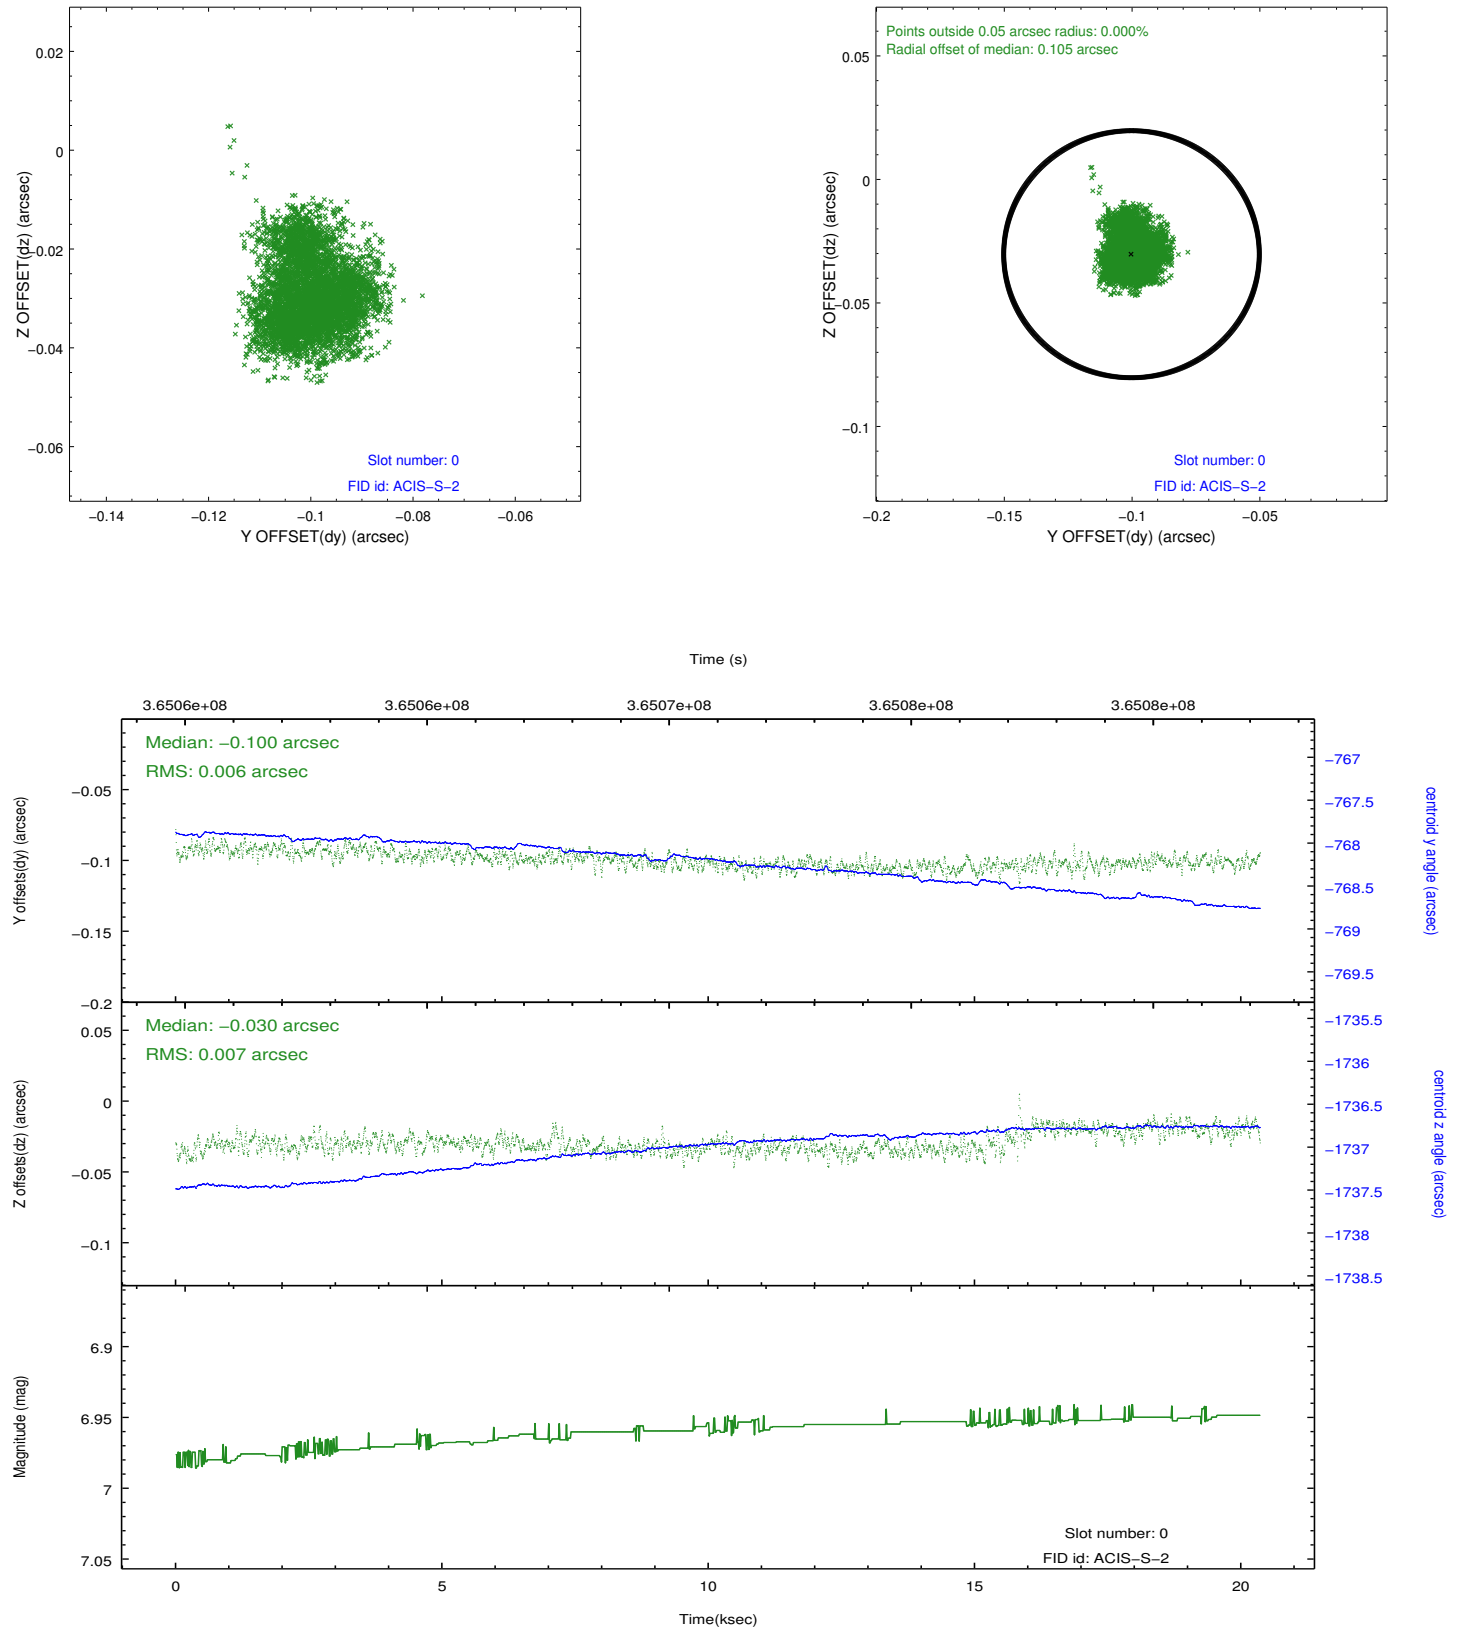 0.02
0
−0.02
−0.04
−0.06
Z OFFSET(dz) (arcsec)
Slot number: 0
FID id: ACIS−S−2
−0.14 −0.12 −0.1 −0.08 −0.06
Y OFFSET(dy) (arcsec)
Points outside 0.05 arcsec radius: 0.000%
Radial offset of median: 0.105 arcsec
0.05
0
−0.05
−0.1
Z OFFSET(dz) (arcsec)
Slot number: 0
FID id: ACIS−S−2
−0.2 −0.15 −0.1 −0.05
Y OFFSET(dy) (arcsec)
Time (s)
3.6506e+08 3.6506e+08 3.6507e+08 3.6508e+08 3.6508e+08
Median: −0.100 arcsec
RMS: 0.006 arcsec
−0.05
−0.1
−0.15
−0.2
Y offsets(dy) (arcsec)
−767
−767.5
−768
−768.5
−769
−769.5
centroid y angle (arcsec)
Median: −0.030 arcsec
RMS: 0.007 arcsec
0.05
0
−0.05
−0.1
Z offsets(dz) (arcsec)
−1735.5
−1736
−1736.5
−1737
−1737.5
−1738
−1738.5
centroid z angle (arcsec)
6.9
6.95
7
7.05
Magnitude (mag)
Slot number: 0
FID id: ACIS−S−2
0 5 10 15 20
Time(ksec)